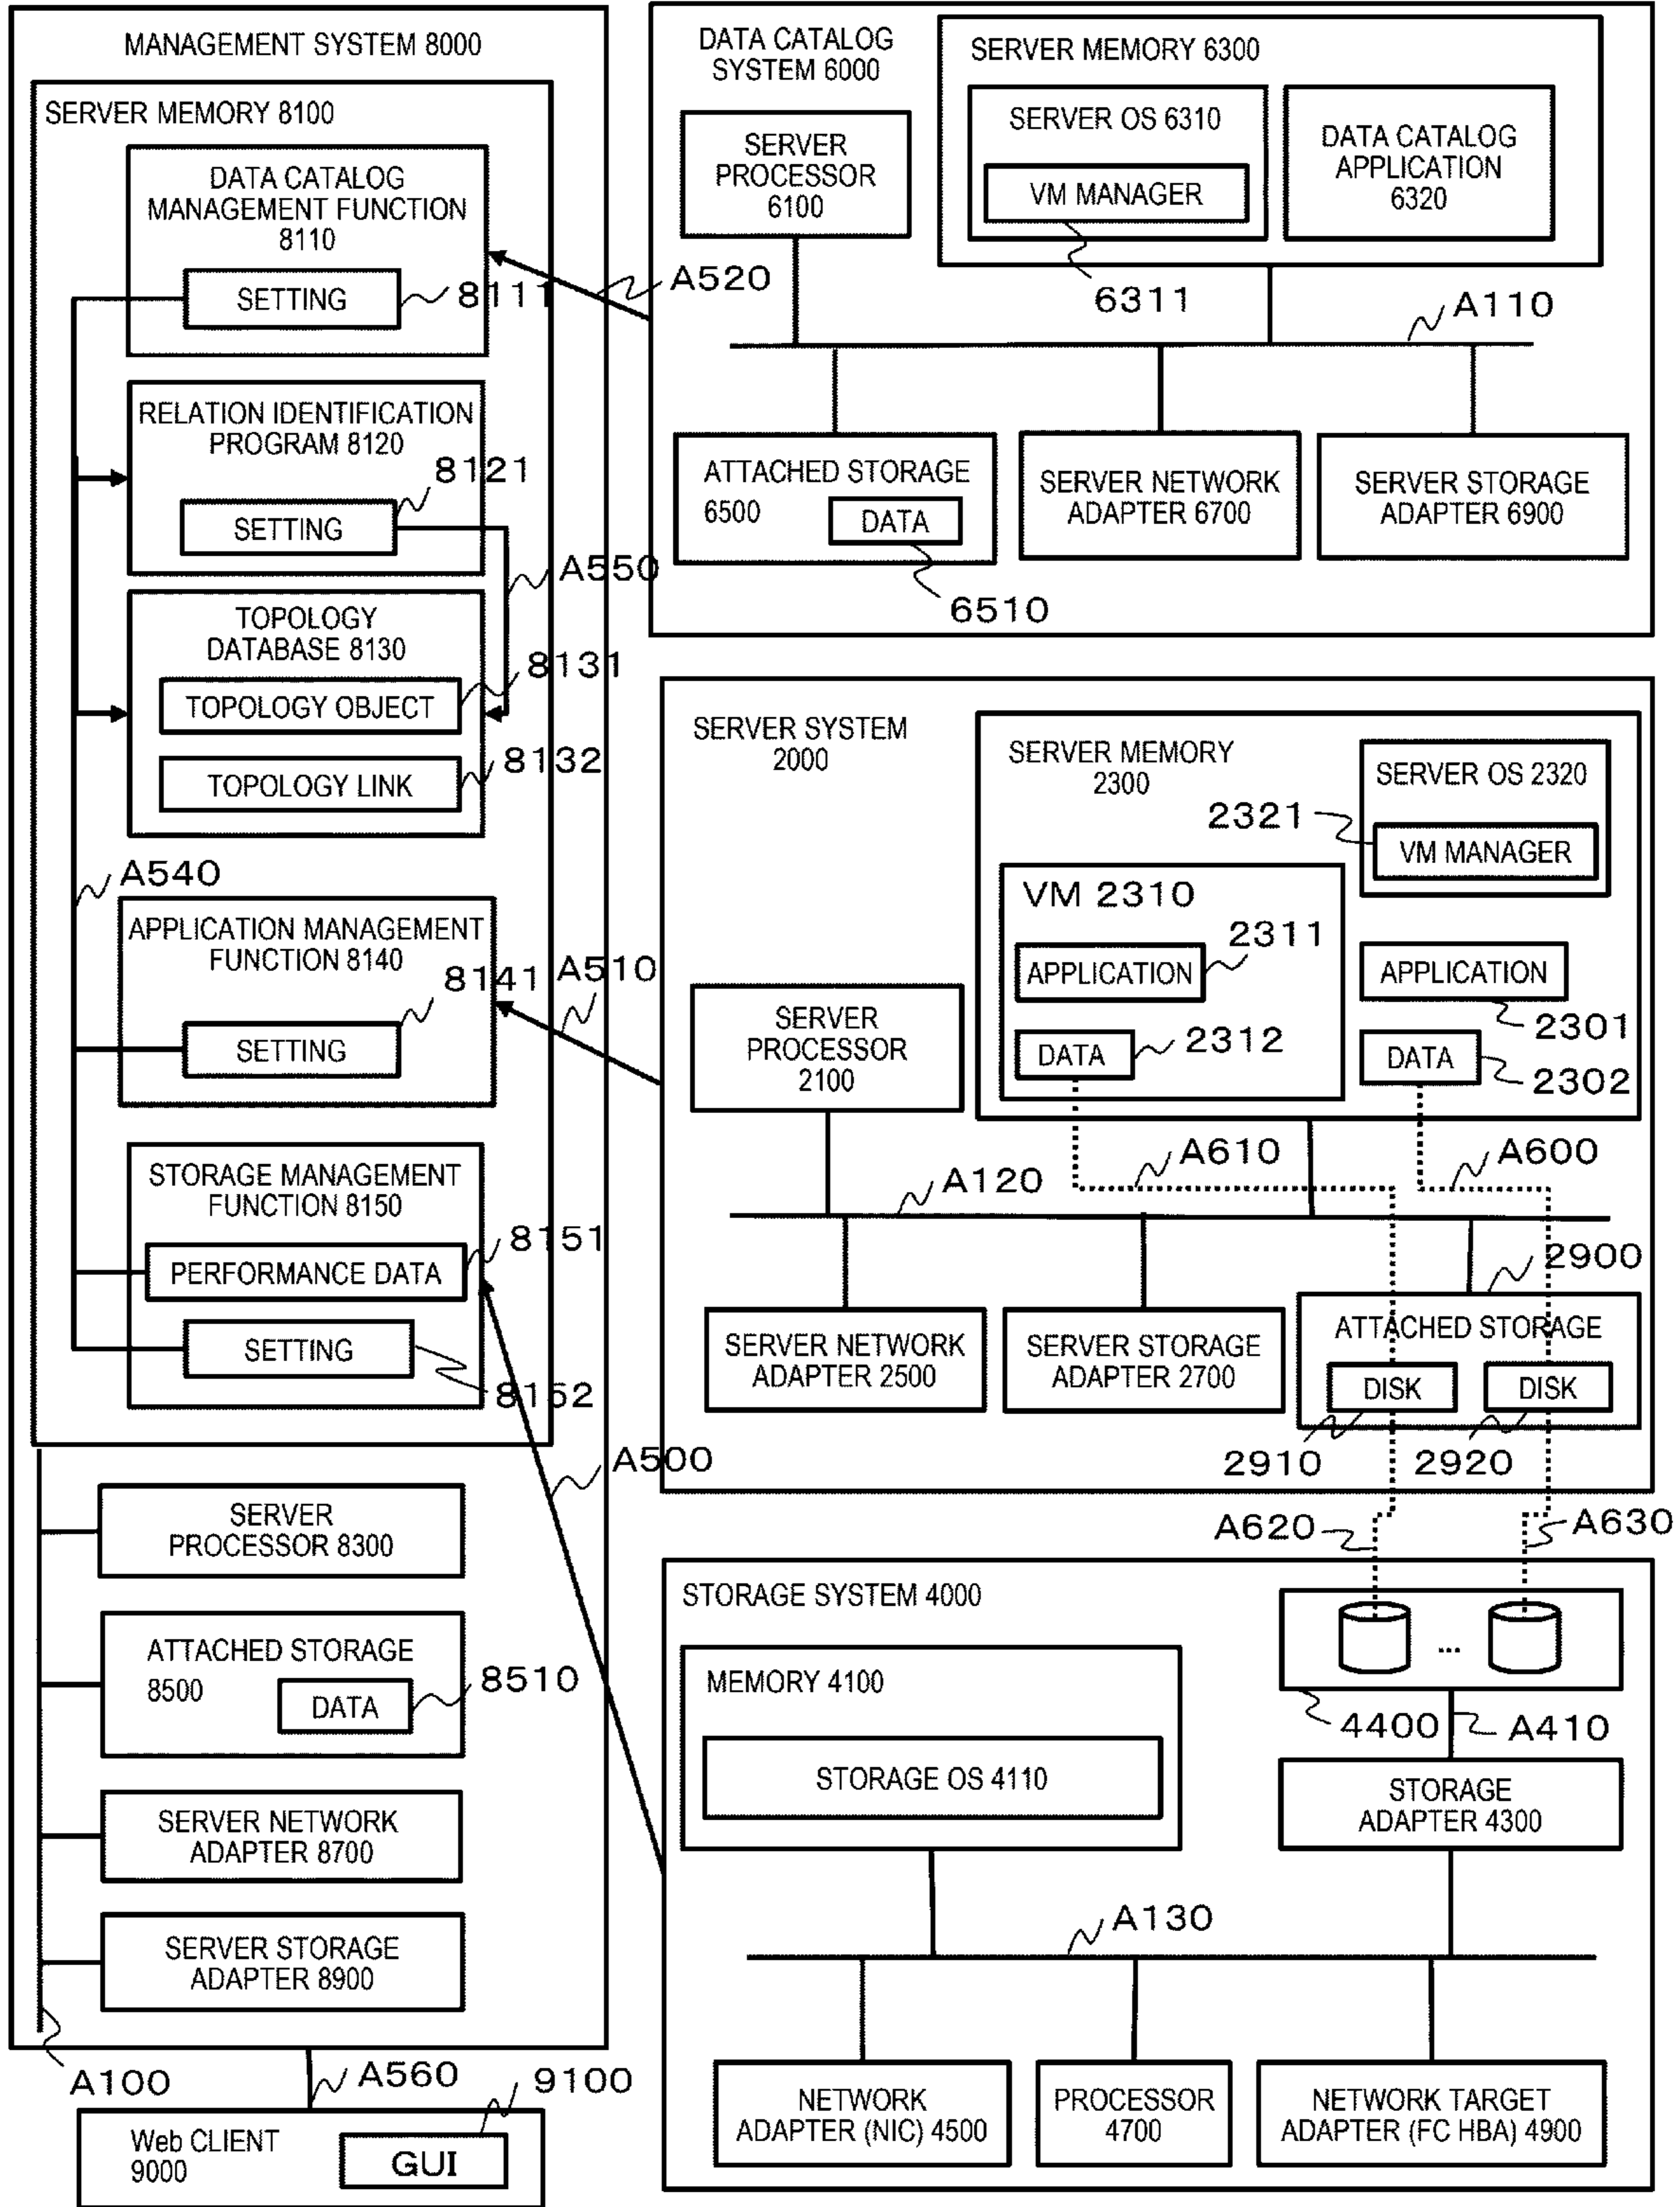 MANAGEMENT SYSTEM 8000
SERVER MEMORY 8100
DATA CATALOG
MANAGEMENT FUNCTION
8110
SETTING
8111
RELATION IDENTIFICATION
PROGRAM 8120
8121
SETTING
A550
TOPOLOGY
DATABASE 8130
8131
TOPOLOGY OBJECT
8132
TOPOLOGY LINK
A540
APPLICATION MANAGEMENT
FUNCTION 8140
8141
A510
SETTING
STORAGE MANAGEMENT
FUNCTION 8150
8151
PERFORMANCE DATA
SETTING
8152
A500
SERVER
PROCESSOR 8300
ATTACHED STORAGE
8500
DATA
8510
SERVER NETWORK
ADAPTER 8700
SERVER STORAGE
ADAPTER 8900
A100
A560
9100
Web CLIENT
9000
GUI
DATA CATALOG
SYSTEM 6000
SERVER MEMORY 6300
SERVER
PROCESSOR
6100
SERVER OS 6310
VM MANAGER
DATA CATALOG
APPLICATION
6320
A520
6311
A110
ATTACHED STORAGE
6500
DATA
6510
SERVER NETWORK
ADAPTER 6700
SERVER STORAGE
ADAPTER 6900
SERVER SYSTEM
2000
SERVER MEMORY
2300
SERVER OS 2320
2321
VM MANAGER
VM 2310
2311
APPLICATION
APPLICATION
2301
SERVER
PROCESSOR
2100
DATA
2312
DATA
2302
A610
A600
A120
2900
SERVER NETWORK
ADAPTER 2500
SERVER STORAGE
ADAPTER 2700
ATTACHED STORAGE
DISK
DISK
2910
2920
A620
A630
STORAGE SYSTEM 4000
...
MEMORY 4100
4400
A410
STORAGE OS 4110
STORAGE
ADAPTER 4300
A130
NETWORK
ADAPTER (NIC) 4500
PROCESSOR
4700
NETWORK TARGET
ADAPTER (FC HBA) 4900